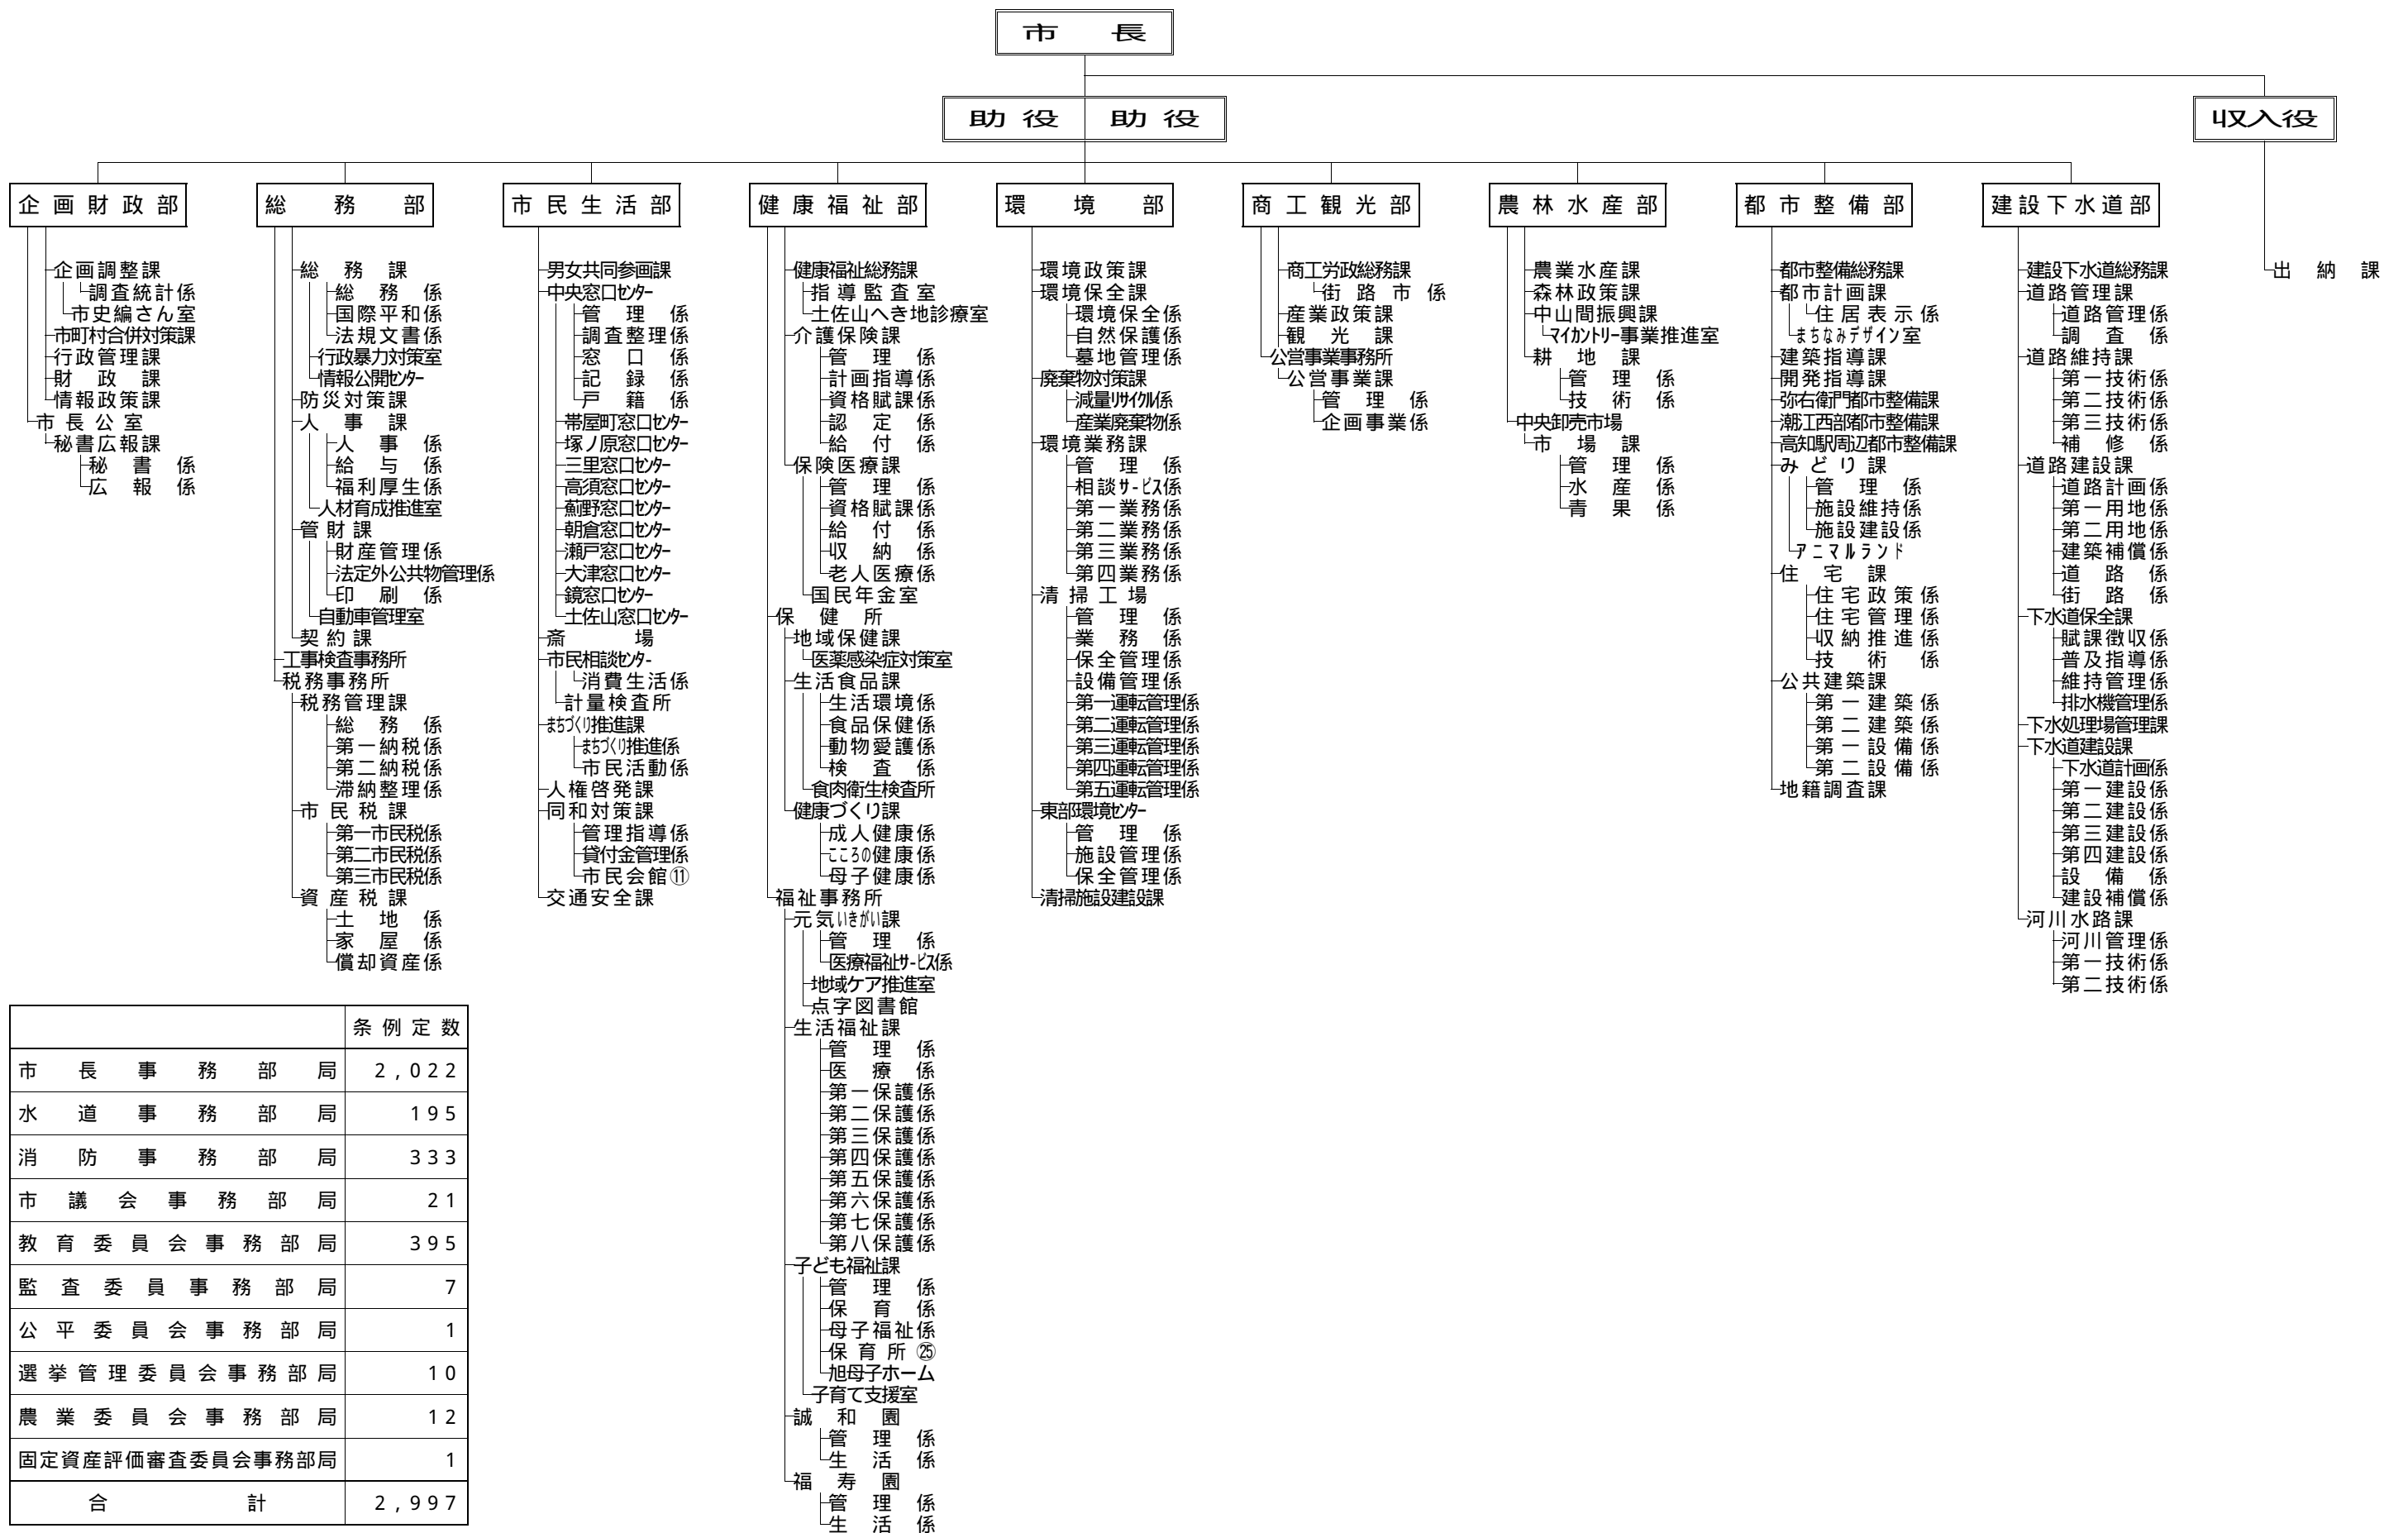 市長
助役 助役
収入役
企画財政部
企画調整課
調査統計係
市史編さん室
市町村合併対策課
行政管理課
財政課
情報政策課
市長公室
秘書広報課
秘書係
広報係
総務部
総務課
総務係
国際平和係
法規文書係
行政暴力対策室
情報公開センター
防災対策課
人事課
人事係
給与係
福利厚生係
人材育成推進室
管財課
財産管理係
法定外公共物管理係
印刷係
自動車管理室
契約課
工事検査事務所
税務事務所
税務管理課
総務係
第一納税係
第二納税係
滞納整理係
市民税課
第一市民税係
第二市民税係
第三市民税係
資産税課
土地係
家屋係
償却資産係
市民生活部
男女共同参画課
中央窓口センター
管理係
調査整理係
窓口係
記録係
戸籍係
帯屋町窓口センター
塚ノ原窓口センター
三里窓口センター
高須窓口センター
薊野窓口センター
朝倉窓口センター
瀬戸窓口センター
大津窓口センター
鏡窓口センター
土佐山窓口センター
斎場
市民相談センター
消費生活係
計量検査所
まちづくり推進課
まちづくり推進係
市民活動係
人権啓発課
同和対策課
管理指導係
貸付金管理係
市民会館⑪
交通安全課
健康福祉部
健康福祉総務課
指導監査室
土佐山へき地診療室
介護保険課
管理係
計画指導係
資格賦課係
認定係
給付係
保険医療課
管理係
資格賦課係
給付係
収納係
老人医療係
国民年金室
保健所
地域保健課
医薬感染症対策室
生活食品課
生活環境係
食品保健係
動物愛護係
検査係
食肉衛生検査所
健康づくり課
成人健康係
こころの健康係
母子健康係
福祉事務所
元気いきがい課
管理係
医療福祉サービス係
地域ケア推進室
点字図書館
生活福祉課
管理係
医療係
第一保護係
第二保護係
第三保護係
第四保護係
第五保護係
第六保護係
第七保護係
第八保護係
子ども福祉課
管理係
保育係
母子福祉係
保育所㉕
旭母子ホーム
子育て支援室
誠和園
管理係
生活係
福寿園
管理係
生活係
環境部
環境政策課
環境保全課
環境保全係
自然保護係
墓地管理係
廃棄物対策課
減量リサイクル係
産業廃棄物係
環境業務課
管理係
相談サービス係
第一業務係
第二業務係
第三業務係
第四業務係
清掃工場
管理係
業務係
保全管理係
設備管理係
第一運転管理係
第二運転管理係
第三運転管理係
第四運転管理係
第五運転管理係
東部環境センター
管理係
施設管理係
保全管理係
清掃施設建設課
商工観光部
商工労政総務課
街路市係
産業政策課
観光課
公営事業事務所
公営事業課
管理係
企画事業係
農林水産部
農業水産課
森林政策課
中山間振興課
マイカントリー事業推進室
耕地課
管理係
技術係
中央卸売市場
市場課
管理係
水産係
青果係
都市整備部
都市整備総務課
都市計画課
住居表示係
まちなみデザイン室
建築指導課
開発指導課
弥右衛門都市整備課
潮江西部都市整備課
高知駅周辺都市整備課
みどり課
管理係
施設維持係
施設建設係
アニマルランド
住宅課
住宅政策係
住宅管理係
収納推進係
技術係
公共建築課
第一建築係
第二建築係
第一設備係
第二設備係
地籍調査課
建設下水道部
建設下水道総務課
道路管理課
道路管理係
調査係
道路維持課
第一技術係
第二技術係
第三技術係
補修係
道路建設課
道路計画係
第一用地係
第二用地係
建築補償係
道路係
街路係
下水道保全課
賦課徴収係
普及指導係
維持管理係
排水機管理係
下水処理場管理課
下水道建設課
下水道計画係
第一建設係
第二建設係
第三建設係
第四建設係
設備係
建設補償係
河川水路課
河川管理係
第一技術係
第二技術係
出納課
条例定数
市長事務部局 2,022
水道事務部局 195
消防事務部局 333
市議会事務部局 21
教育委員会事務部局 395
監査委員事務部局 7
公平委員会事務部局 1
選挙管理委員会事務部局 10
農業委員会事務部局 12
固定資産評価審査委員会事務部局 1
合計 2,997